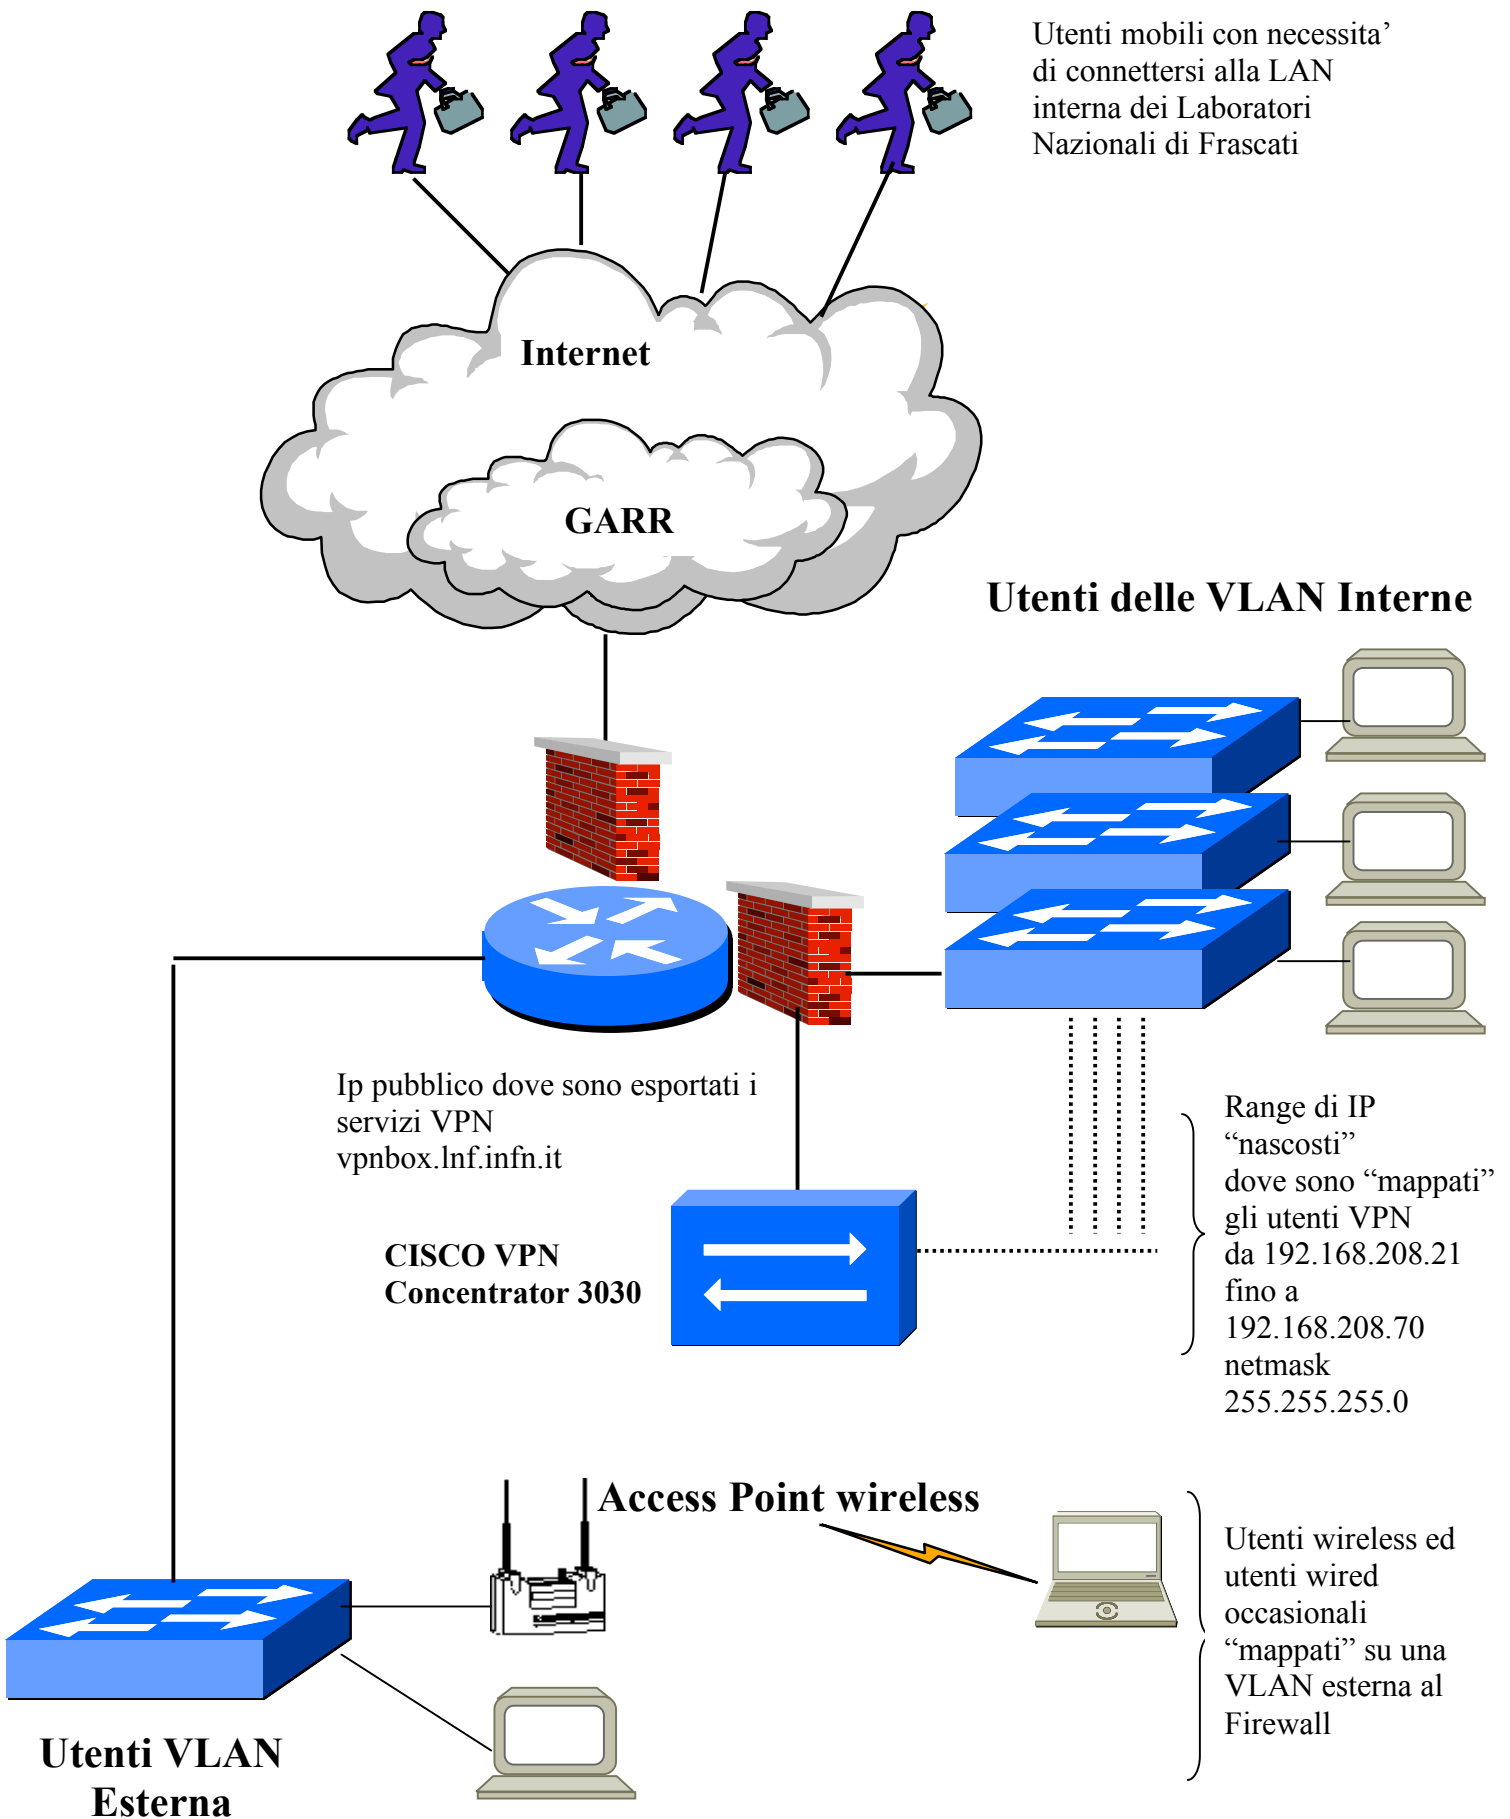 Utenti mobili con necessita’
di connettersi alla LAN
interna dei Laboratori
Nazionali di Frascati
Internet
GARR
Utenti delle VLAN Interne
Ip pubblico dove sono esportati i
servizi VPN
vpnbox.lnf.infn.it
CISCO VPN
Concentrator 3030
Range di IP
“nascosti”
dove sono “mappati”
gli utenti VPN
da 192.168.208.21
fino a
192.168.208.70
netmask
255.255.255.0
Access Point wireless
Utenti wireless ed
utenti wired
occasionali
“mappati” su una
VLAN esterna al
Firewall
Utenti VLAN
Esterna